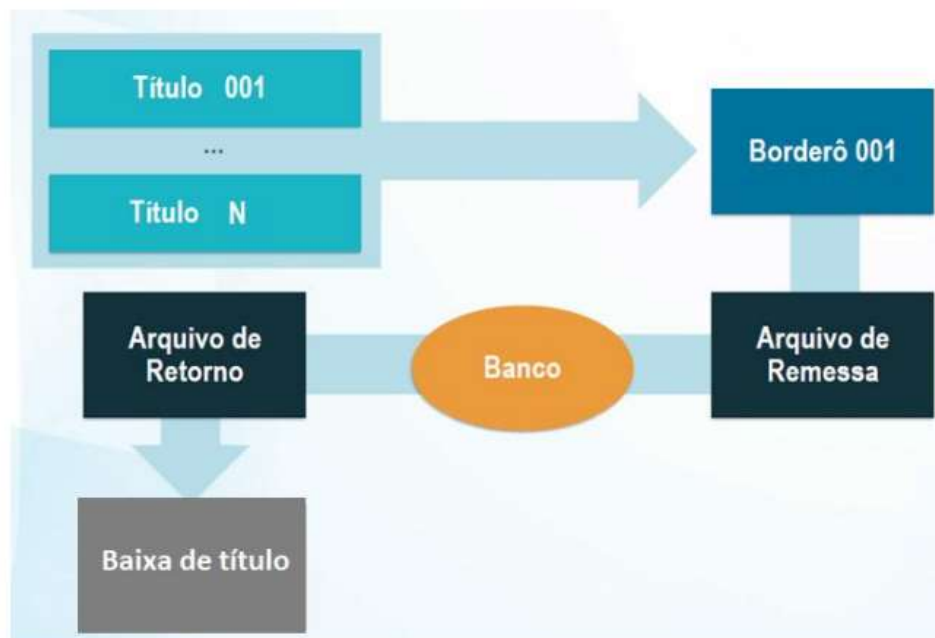 Título 001
...
Título N
Borderô 001
Arquivo de
Remessa
Banco
Arquivo de
Retorno
Baixa de título